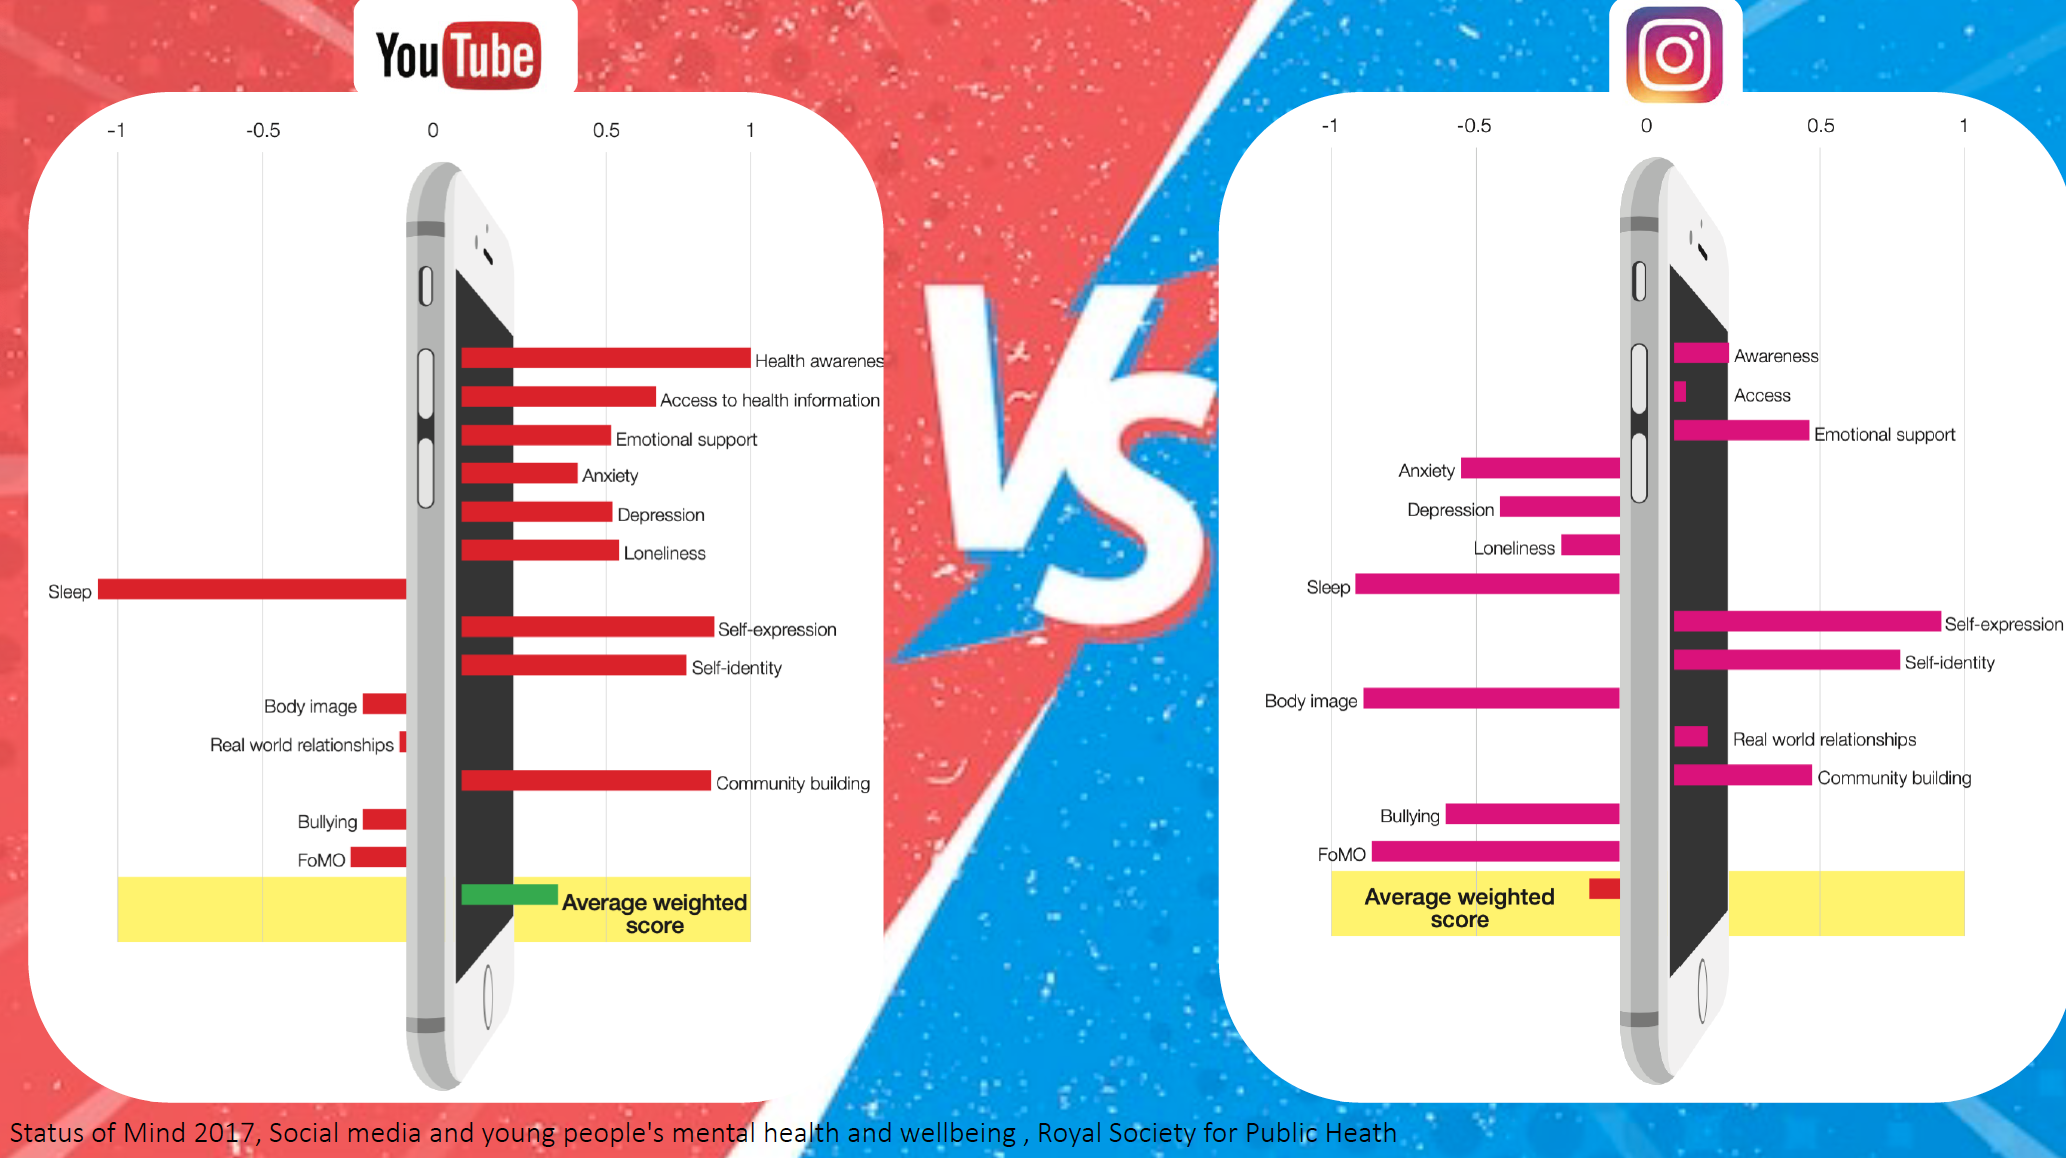 YouTube
-1 -0.5 0 0.5 1
Health awarenes
Access to health information
Emotional support
Anxiety
Depression
Loneliness
Sleep
Self-expression
Self-identity
Body image
Real world relationships
Community building
Bullying
FoMO
Average weighted
score
VS
-1 -0.5 0 0.5 1
Awareness
Access
Emotional support
Anxiety
Depression
Loneliness
Sleep
Self-expression
Self-identity
Body image
Real world relationships
Community building
Bullying
FoMO
Average weighted
score
Status of Mind 2017, Social media and young people's mental health and wellbeing , Royal Society for Public Heath